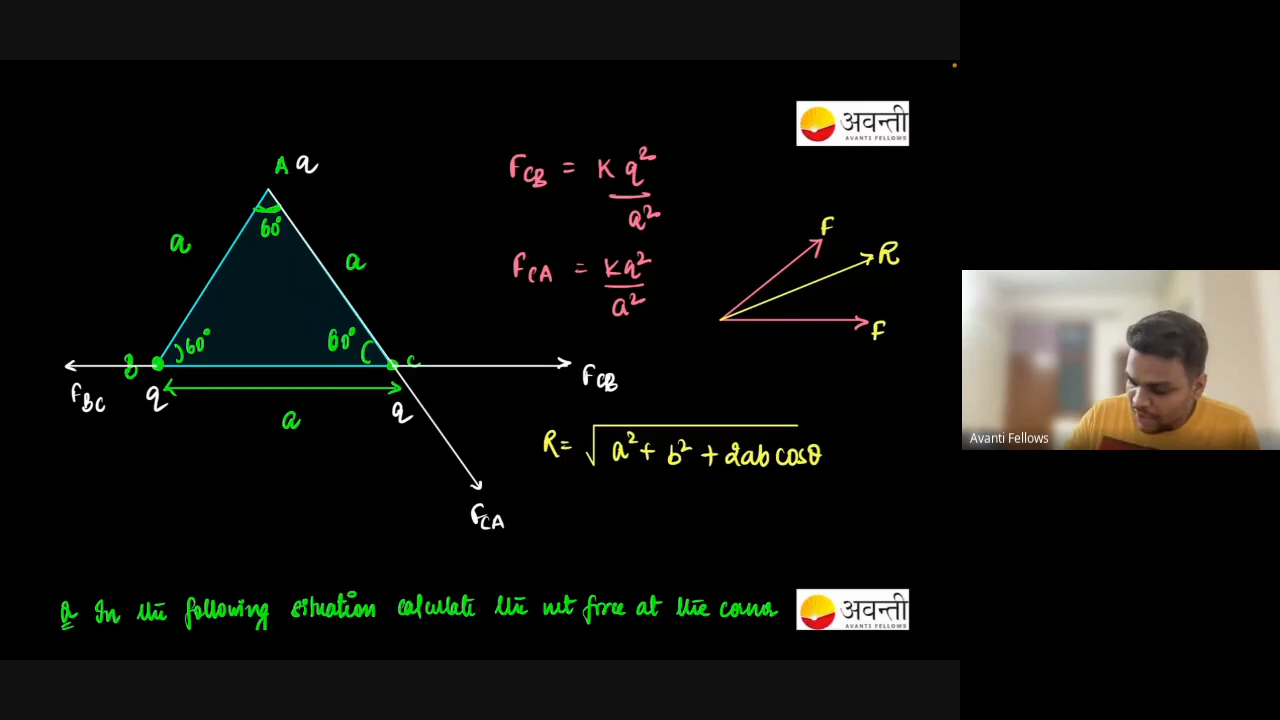 अवन्ती
AVANTI FELLOWS
A q
60°
a
a
60°
60°
B
C
F_BC
q
a
q
F_CB
F_CA
F_CB = K q²/a²
F_CA = Kq²/a²
F
R
F
R = √a² + b² + 2ab cosθ
Q In the following situation calculate the net force at the corner
अवन्ती
AVANTI FELLOWS
Avanti Fellows